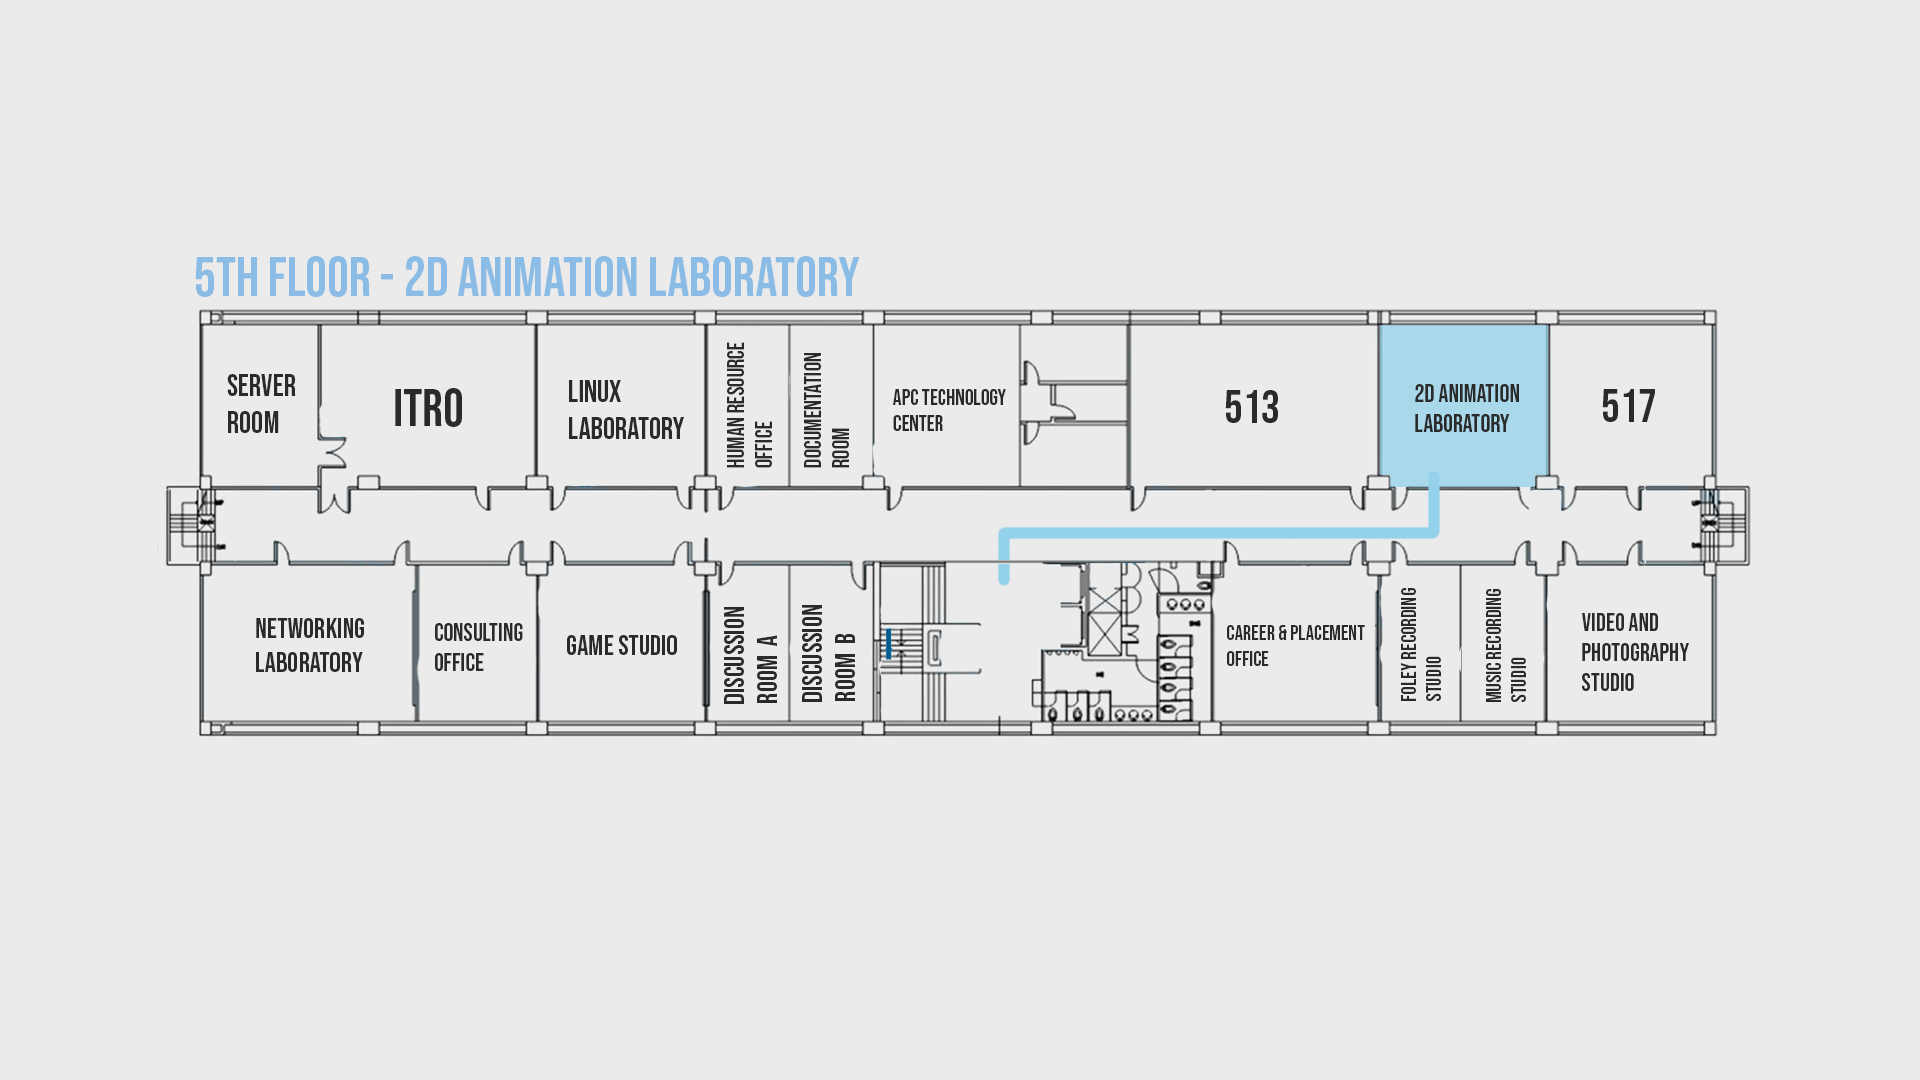 5TH FLOOR - 2D ANIMATION LABORATORY
SERVER
ROOM
ITRO
LINUX
LABORATORY
HUMAN RESOURCE
OFFICE
DOCUMENTATION
ROOM
APC TECHNOLOGY
CENTER
513
2D ANIMATION
LABORATORY
517
NETWORKING
LABORATORY
CONSULTING
OFFICE
GAME STUDIO
DISCUSSION
ROOM A
DISCUSSION
ROOM B
CAREER & PLACEMENT
OFFICE
FOLEY RECORDING
STUDIO
MUSIC RECORDING
STUDIO
VIDEO AND
PHOTOGRAPHY
STUDIO